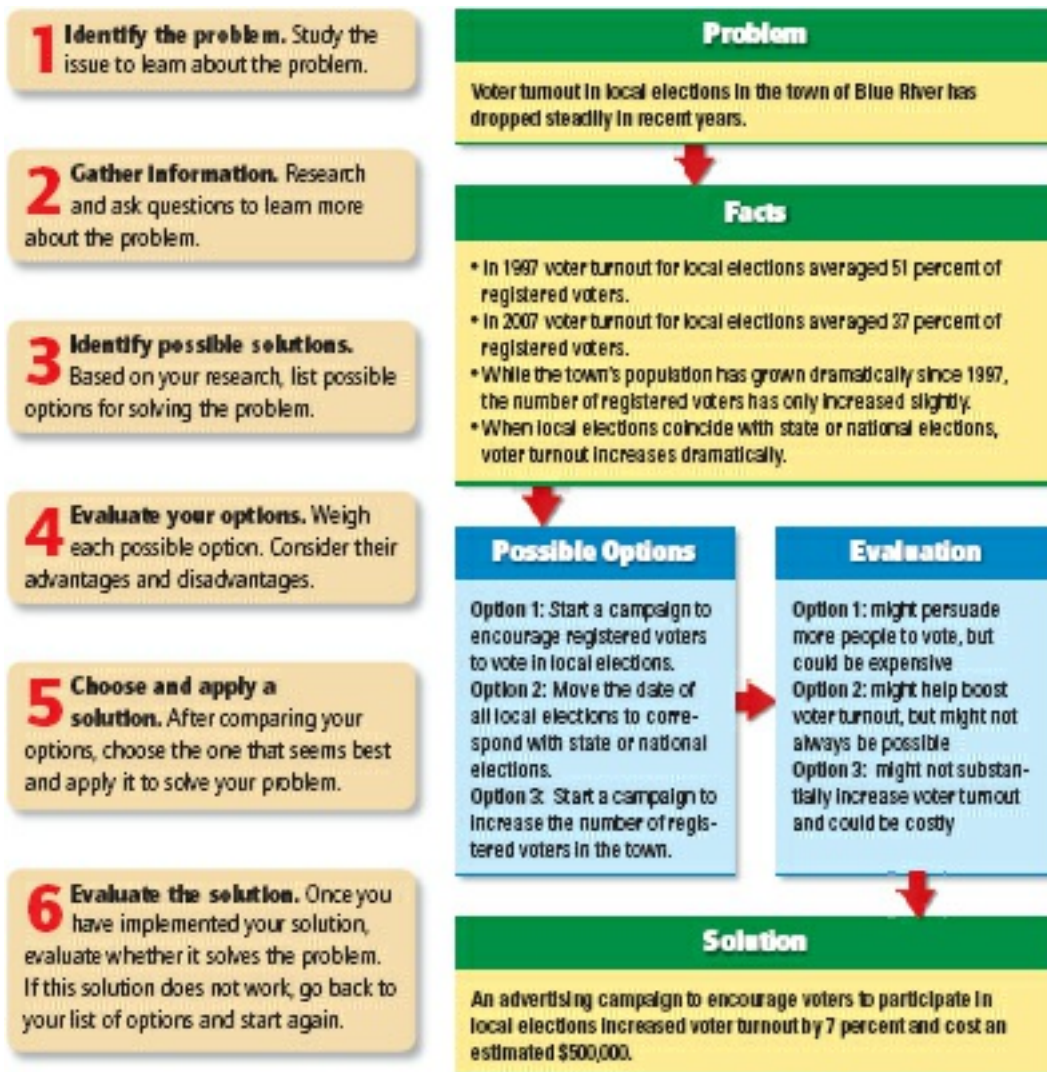 1 Identify the problem. Study the
issue to learn about the problem.
2 Gather information. Research
and ask questions to learn more
about the problem.
3 Identify possible solutions.
Based on your research, list possible
options for solving the problem.
4 Evaluate your options. Weigh
each possible option. Consider their
advantages and disadvantages.
5 Choose and apply a
solution. After comparing your
options, choose the one that seems best
and apply it to solve your problem.
6 Evaluate the solution. Once you
have implemented your solution,
evaluate whether it solves the problem.
If this solution does not work, go back to
your list of options and start again.
Problem
Voter turnout in local elections in the town of Blue River has
dropped steadily in recent years.
Facts
• In 1997 voter turnout for local elections averaged 51 percent of
registered voters.
• In 2007 voter turnout for local elections averaged 37 percent of
registered voters.
• While the town's population has grown dramatically since 1997,
the number of registered voters has only increased slightly.
• When local elections coincide with state or national elections,
voter turnout increases dramatically.
Possible Options
Option 1: Start a campaign to
encourage registered voters
to vote in local elections.
Option 2: Move the date of
all local elections to corre-
spond with state or national
elections.
Option 3: Start a campaign to
increase the number of regis-
tered voters in the town.
Evaluation
Option 1: might persuade
more people to vote, but
could be expensive
Option 2: might help boost
voter turnout, but might not
always be possible
Option 3: might not substan-
tially increase voter turnout
and could be costly
Solution
An advertising campaign to encourage voters to participate in
local elections increased voter turnout by 7 percent and cost an
estimated $500,000.